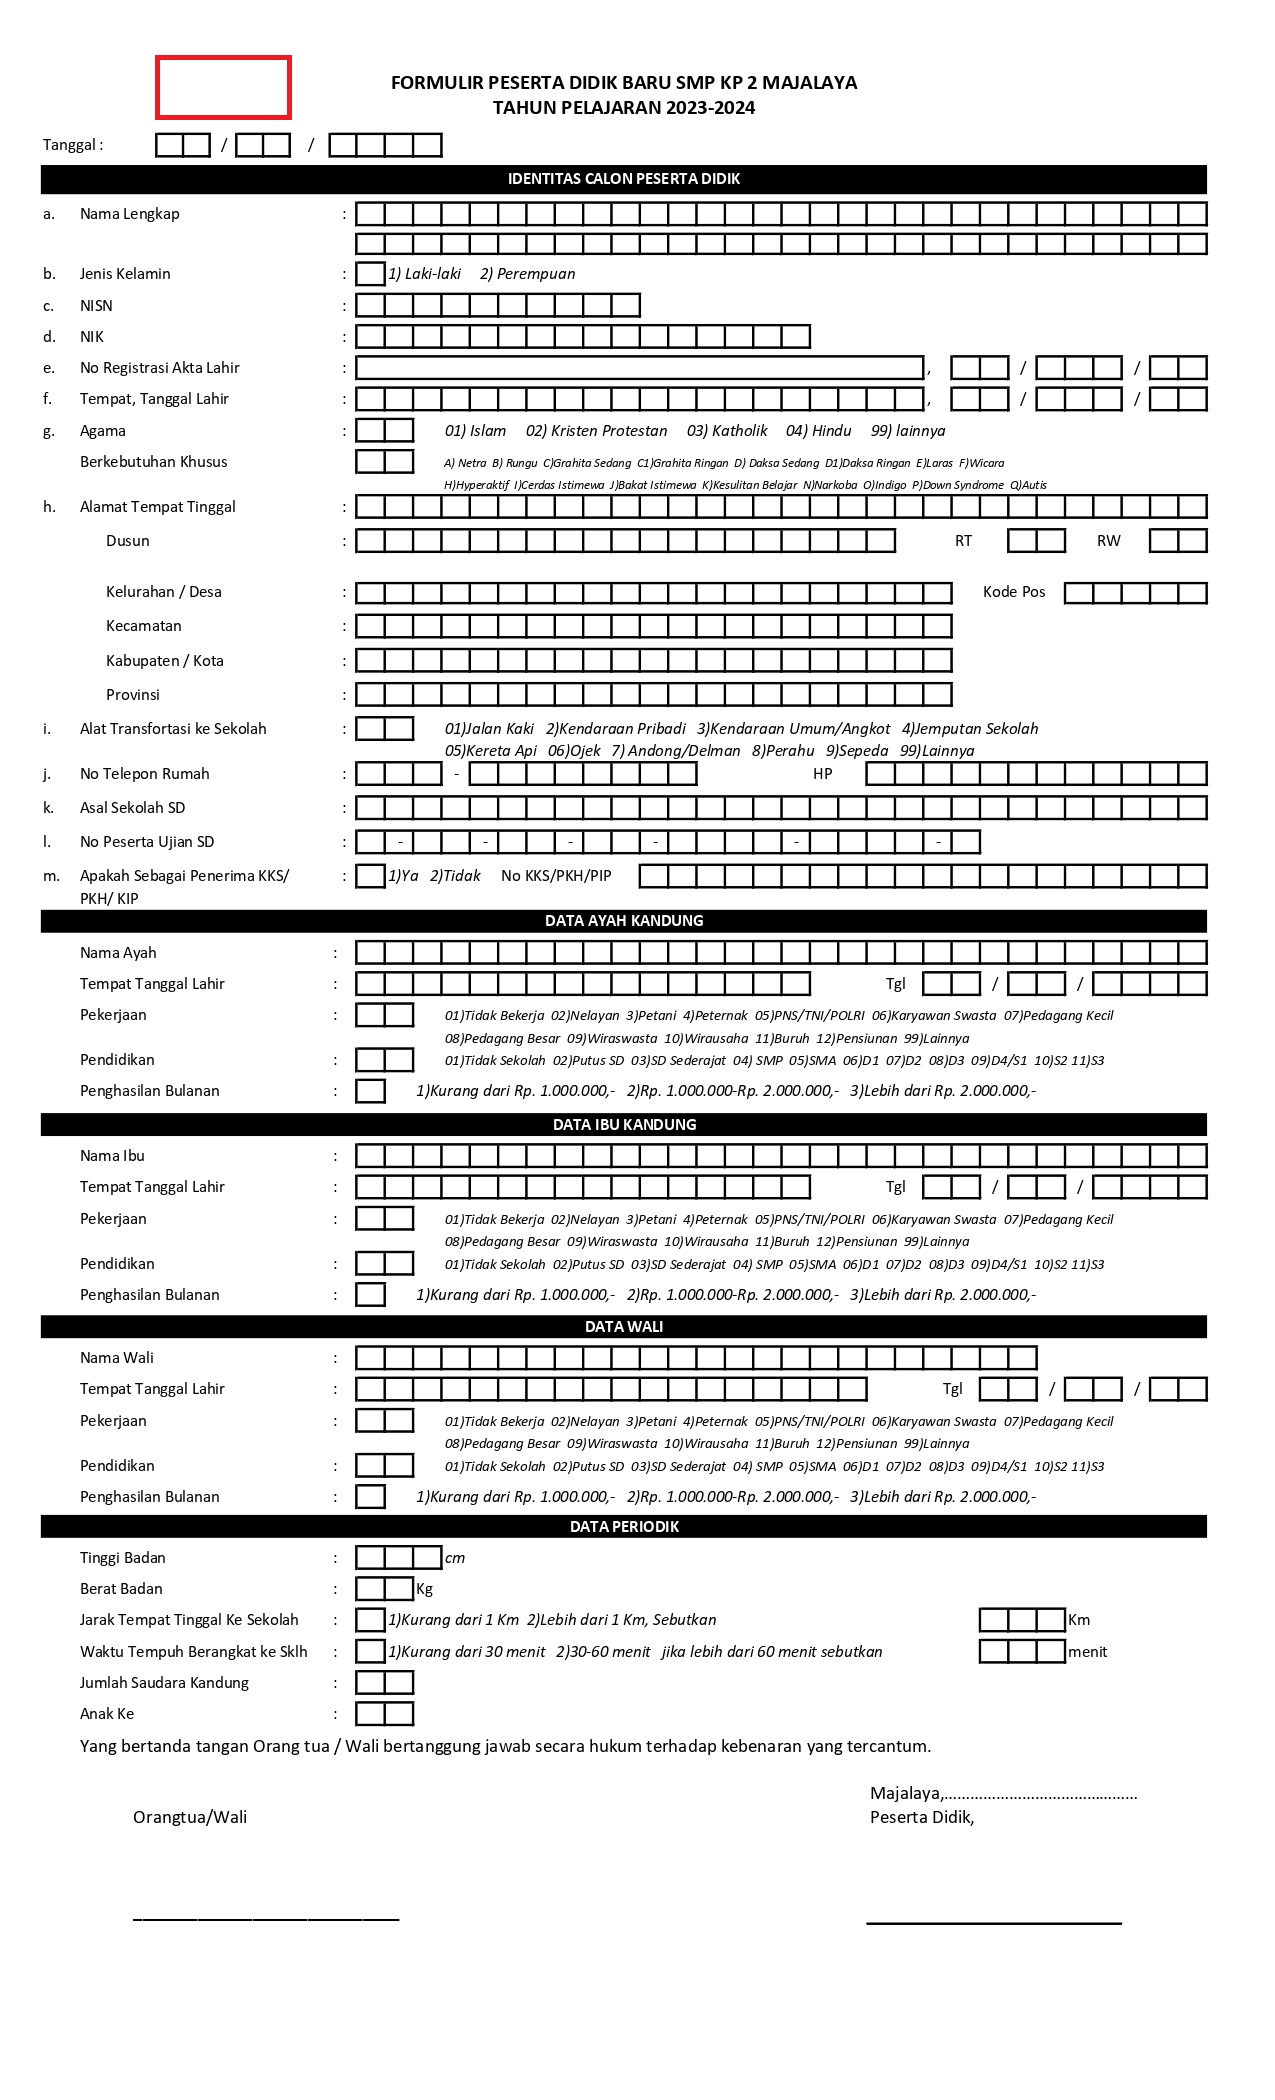 FORMULIR PESERTA DIDIK BARU SMP KP 2 MAJALAYA
TAHUN PELAJARAN 2023-2024
Tanggal : / /
IDENTITAS CALON PESERTA DIDIK
a. Nama Lengkap :
b. Jenis Kelamin : 1) Laki-laki 2) Perempuan
c. NISN :
d. NIK :
e. No Registrasi Akta Lahir : , / /
f. Tempat, Tanggal Lahir : , / /
g. Agama : 01) Islam 02) Kristen Protestan 03) Katholik 04) Hindu 99) lainnya
Berkebutuhan Khusus A) Netra B) Rungu C)Grahita Sedang C1)Grahita Ringan D) Daksa Sedang D1)Daksa Ringan E)Laras F)Wicara
H)Hyperaktif I)Cerdas Istimewa J)Bakat Istimewa K)Kesulitan Belajar N)Narkoba O)Indigo P)Down Syndrome Q)Autis
h. Alamat Tempat Tinggal :
Dusun : RT RW
Kelurahan / Desa : Kode Pos
Kecamatan :
Kabupaten / Kota :
Provinsi :
i. Alat Transfortasi ke Sekolah : 01)Jalan Kaki 2)Kendaraan Pribadi 3)Kendaraan Umum/Angkot 4)Jemputan Sekolah
05)Kereta Api 06)Ojek 7) Andong/Delman 8)Perahu 9)Sepeda 99)Lainnya
j. No Telepon Rumah : - HP
k. Asal Sekolah SD :
l. No Peserta Ujian SD : - - - - - -
m. Apakah Sebagai Penerima KKS/ : 1)Ya 2)Tidak No KKS/PKH/PIP
PKH/ KIP
DATA AYAH KANDUNG
Nama Ayah :
Tempat Tanggal Lahir : Tgl / /
Pekerjaan : 01)Tidak Bekerja 02)Nelayan 3)Petani 4)Peternak 05)PNS/TNI/POLRI 06)Karyawan Swasta 07)Pedagang Kecil
08)Pedagang Besar 09)Wiraswasta 10)Wirausaha 11)Buruh 12)Pensiunan 99)Lainnya
Pendidikan : 01)Tidak Sekolah 02)Putus SD 03)SD Sederajat 04) SMP 05)SMA 06)D1 07)D2 08)D3 09)D4/S1 10)S2 11)S3
Penghasilan Bulanan : 1)Kurang dari Rp. 1.000.000,- 2)Rp. 1.000.000-Rp. 2.000.000,- 3)Lebih dari Rp. 2.000.000,-
DATA IBU KANDUNG
Nama Ibu :
Tempat Tanggal Lahir : Tgl / /
Pekerjaan : 01)Tidak Bekerja 02)Nelayan 3)Petani 4)Peternak 05)PNS/TNI/POLRI 06)Karyawan Swasta 07)Pedagang Kecil
08)Pedagang Besar 09)Wiraswasta 10)Wirausaha 11)Buruh 12)Pensiunan 99)Lainnya
Pendidikan : 01)Tidak Sekolah 02)Putus SD 03)SD Sederajat 04) SMP 05)SMA 06)D1 07)D2 08)D3 09)D4/S1 10)S2 11)S3
Penghasilan Bulanan : 1)Kurang dari Rp. 1.000.000,- 2)Rp. 1.000.000-Rp. 2.000.000,- 3)Lebih dari Rp. 2.000.000,-
DATA WALI
Nama Wali :
Tempat Tanggal Lahir : Tgl / /
Pekerjaan : 01)Tidak Bekerja 02)Nelayan 3)Petani 4)Peternak 05)PNS/TNI/POLRI 06)Karyawan Swasta 07)Pedagang Kecil
08)Pedagang Besar 09)Wiraswasta 10)Wirausaha 11)Buruh 12)Pensiunan 99)Lainnya
Pendidikan : 01)Tidak Sekolah 02)Putus SD 03)SD Sederajat 04) SMP 05)SMA 06)D1 07)D2 08)D3 09)D4/S1 10)S2 11)S3
Penghasilan Bulanan : 1)Kurang dari Rp. 1.000.000,- 2)Rp. 1.000.000-Rp. 2.000.000,- 3)Lebih dari Rp. 2.000.000,-
DATA PERIODIK
Tinggi Badan : cm
Berat Badan : Kg
Jarak Tempat Tinggal Ke Sekolah : 1)Kurang dari 1 Km 2)Lebih dari 1 Km, Sebutkan Km
Waktu Tempuh Berangkat ke Sklh : 1)Kurang dari 30 menit 2)30-60 menit jika lebih dari 60 menit sebutkan menit
Jumlah Saudara Kandung :
Anak Ke :
Yang bertanda tangan Orang tua / Wali bertanggung jawab secara hukum terhadap kebenaran yang tercantum.
Majalaya,………………………………………
Orangtua/Wali Peserta Didik,